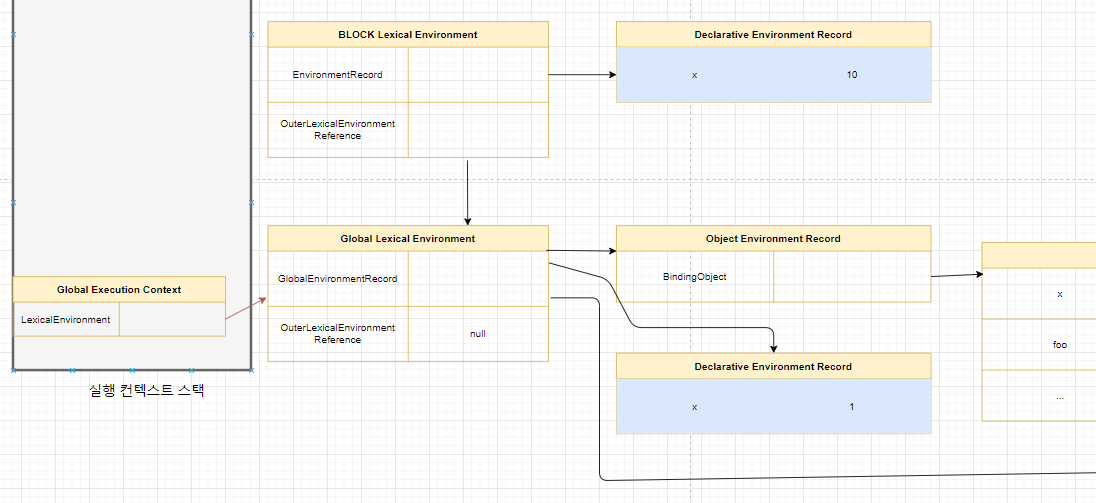 BLOCK Lexical Environment
EnvironmentRecord
OuterLexicalEnvironment
Reference
Declarative Environment Record
x 10
Global Execution Context
LexicalEnvironment
실행 컨텍스트 스택
Global Lexical Environment
GlobalEnvironmentRecord
OuterLexicalEnvironment
Reference
null
Object Environment Record
BindingObject
Declarative Environment Record
x 1
x
foo
...